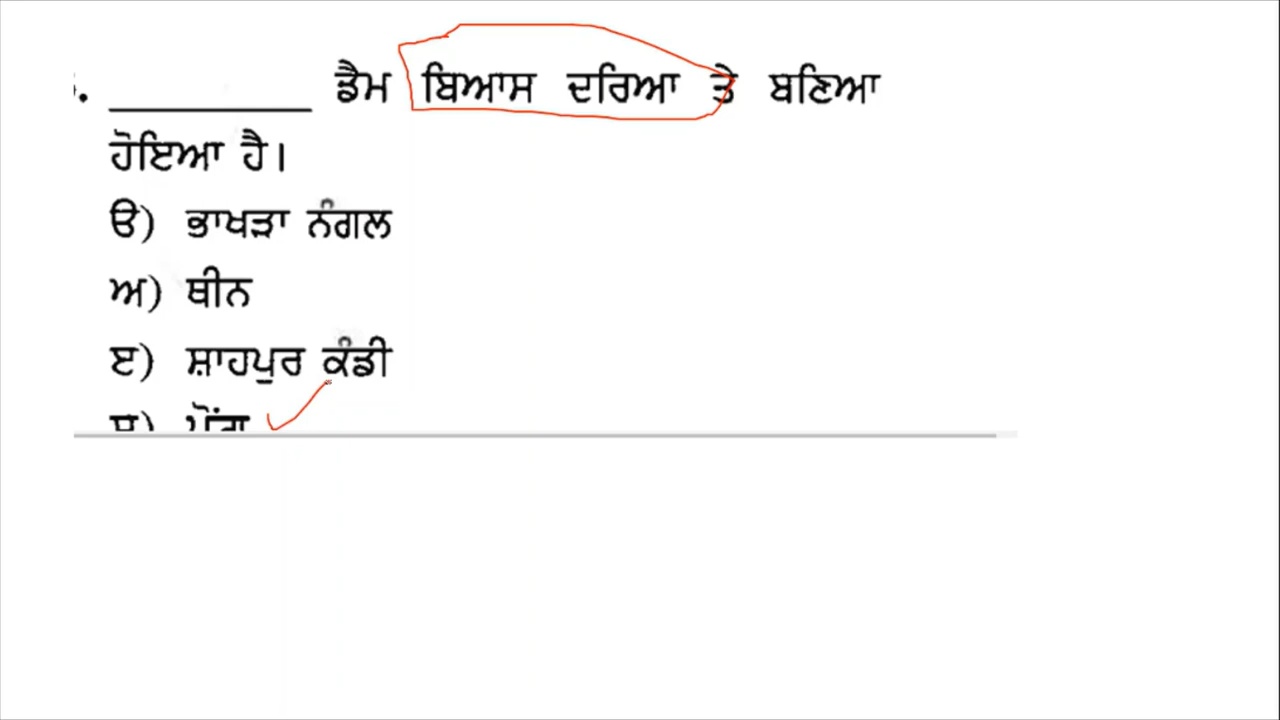 . ________ ਡੈਮ ਬਿਆਸ ਦਰਿਆ ਤੇ ਬਣਿਆ
ਹੋਇਆ ਹੈ।
ੳ) ਭਾਖੜਾ ਨੰਗਲ
ਅ) ਥੀਨ
ੲ) ਸ਼ਾਹਪੁਰ ਕੰਡੀ